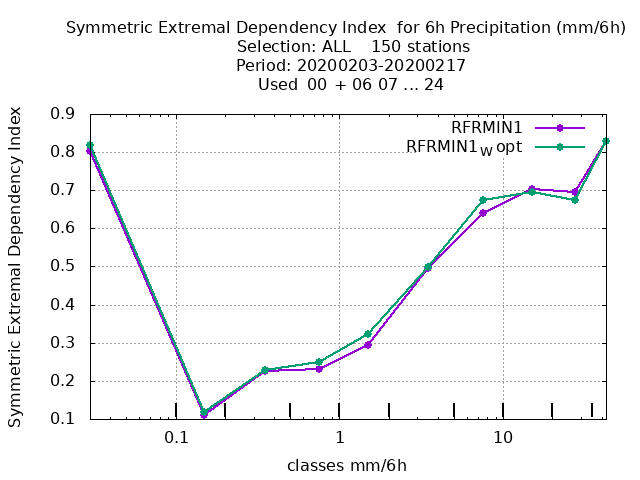 Symmetric Extremal Dependency Index  for 6h Precipitation (mm/6h)
Selection: ALL    150 stations
Period: 20200203-20200217
Used  00 + 06 07 ... 24
RFRMIN1
RFRMIN1W opt
Symmetric Extremal Dependency Index
0.9
0.8
0.7
0.6
0.5
0.4
0.3
0.2
0.1
0.1 1 10
classes mm/6h